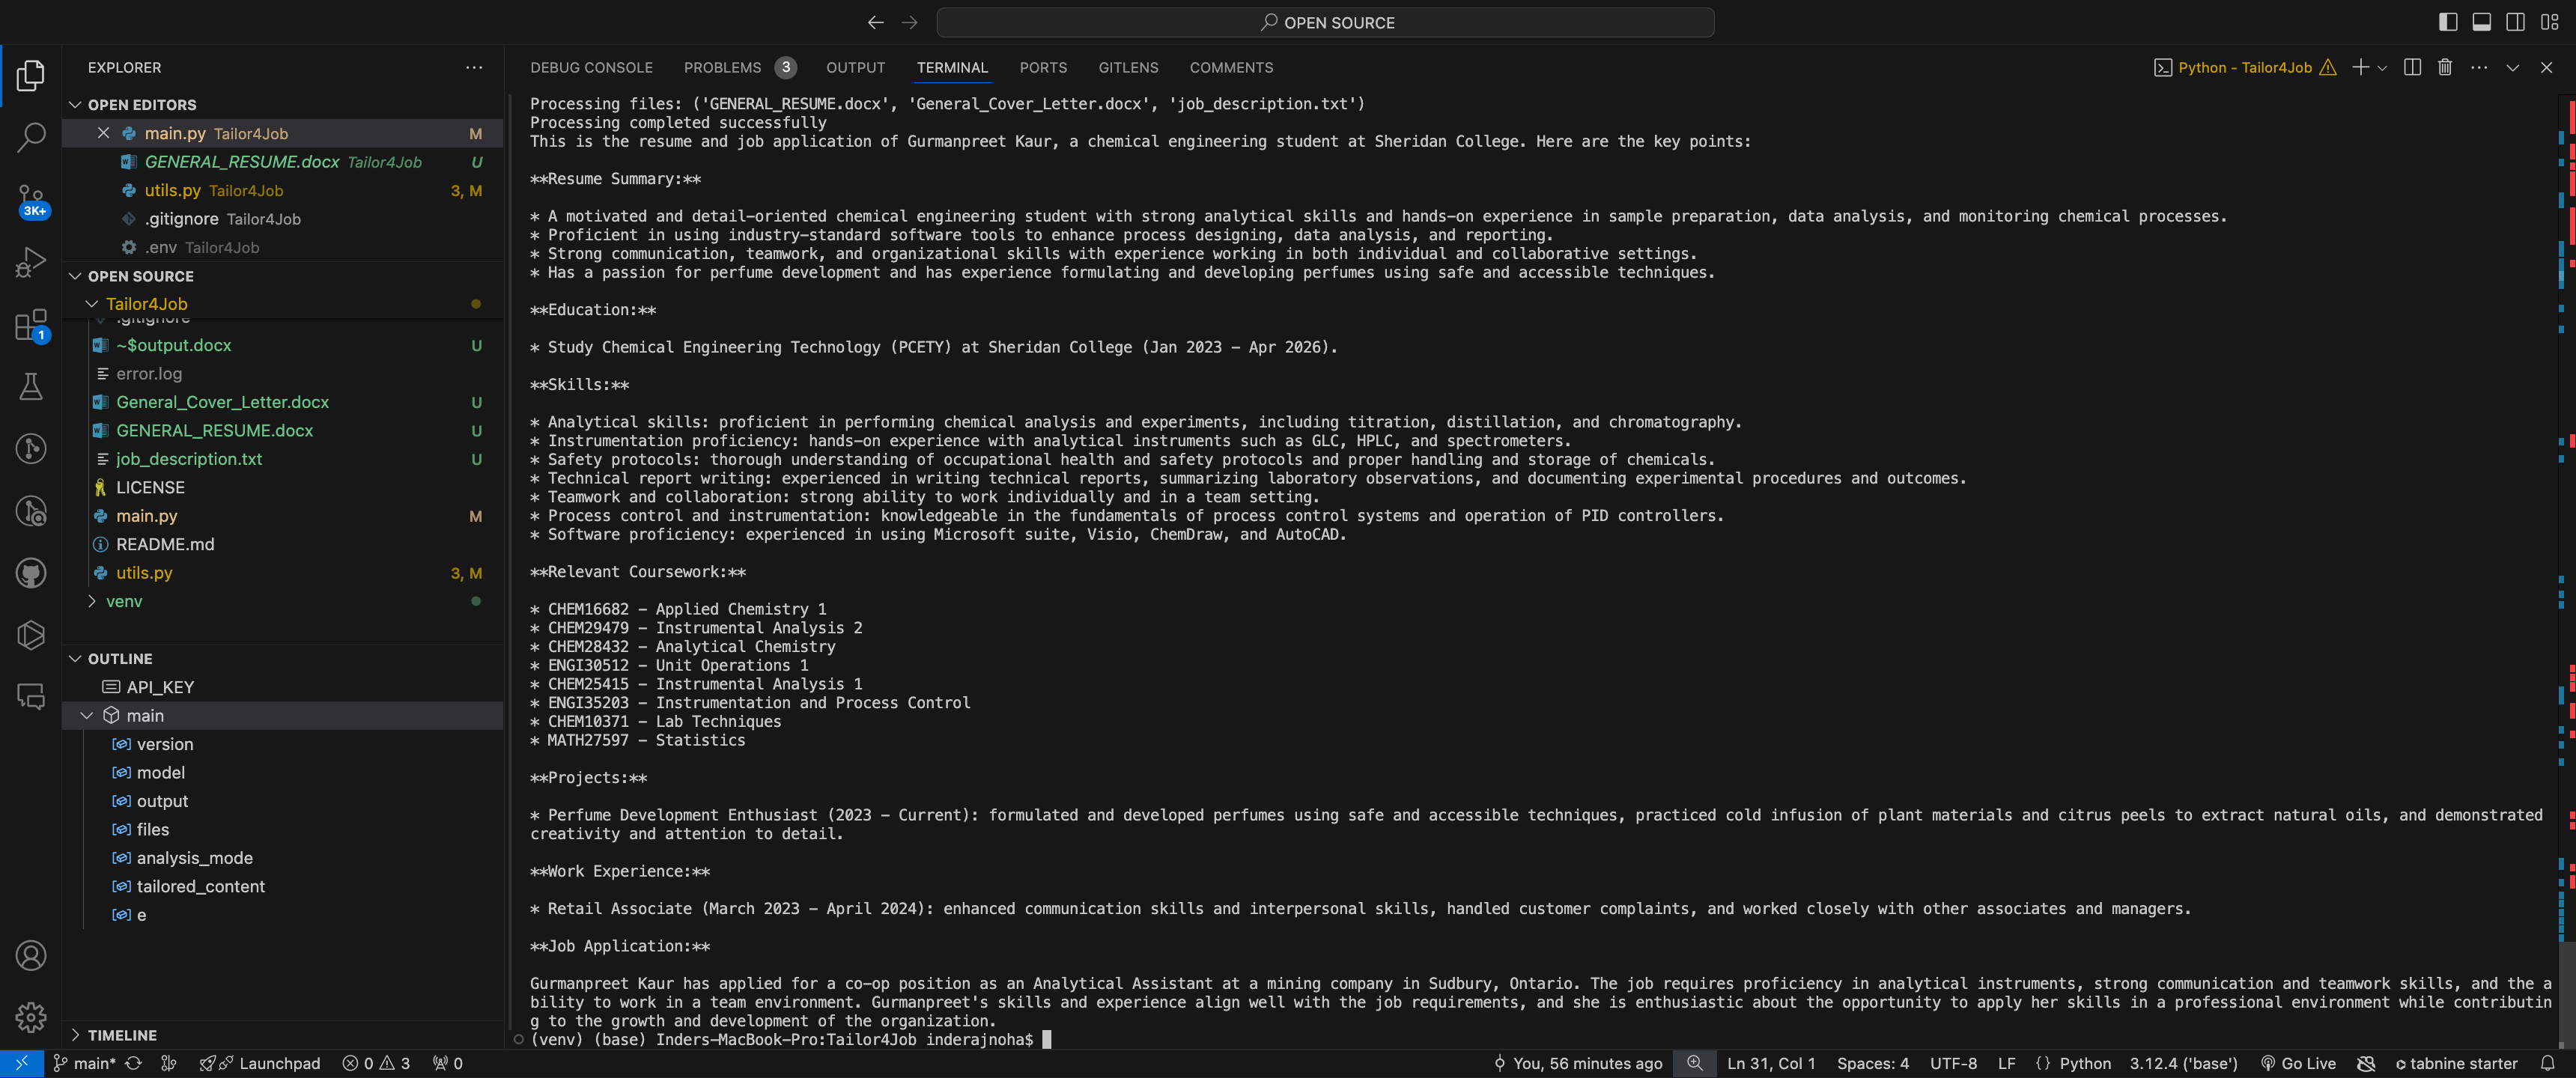 OPEN SOURCE
EXPLORER
OPEN EDITORS
main.py Tailor4Job M
GENERAL_RESUME.docx Tailor4Job U
utils.py Tailor4Job 3, M
.gitignore Tailor4Job
.env Tailor4Job
OPEN SOURCE
Tailor4Job
.gitignore
~$output.docx U
error.log
General_Cover_Letter.docx U
GENERAL_RESUME.docx U
job_description.txt U
LICENSE
main.py M
README.md
utils.py 3, M
venv
OUTLINE
API_KEY
main
version
model
output
files
analysis_mode
tailored_content
e
TIMELINE
3K+
1
DEBUG CONSOLE PROBLEMS 3 OUTPUT TERMINAL PORTS GITLENS COMMENTS
Python - Tailor4Job
Processing files: ('GENERAL_RESUME.docx', 'General_Cover_Letter.docx', 'job_description.txt')
Processing completed successfully
This is the resume and job application of Gurmanpreet Kaur, a chemical engineering student at Sheridan College. Here are the key points:
**Resume Summary:**
* A motivated and detail-oriented chemical engineering student with strong analytical skills and hands-on experience in sample preparation, data analysis, and monitoring chemical processes.
* Proficient in using industry-standard software tools to enhance process designing, data analysis, and reporting.
* Strong communication, teamwork, and organizational skills with experience working in both individual and collaborative settings.
* Has a passion for perfume development and has experience formulating and developing perfumes using safe and accessible techniques.
**Education:**
* Study Chemical Engineering Technology (PCETY) at Sheridan College (Jan 2023 - Apr 2026).
**Skills:**
* Analytical skills: proficient in performing chemical analysis and experiments, including titration, distillation, and chromatography.
* Instrumentation proficiency: hands-on experience with analytical instruments such as GLC, HPLC, and spectrometers.
* Safety protocols: thorough understanding of occupational health and safety protocols and proper handling and storage of chemicals.
* Technical report writing: experienced in writing technical reports, summarizing laboratory observations, and documenting experimental procedures and outcomes.
* Teamwork and collaboration: strong ability to work individually and in a team setting.
* Process control and instrumentation: knowledgeable in the fundamentals of process control systems and operation of PID controllers.
* Software proficiency: experienced in using Microsoft suite, Visio, ChemDraw, and AutoCAD.
**Relevant Coursework:**
* CHEM16682 - Applied Chemistry 1
* CHEM29479 - Instrumental Analysis 2
* CHEM28432 - Analytical Chemistry
* ENGI30512 - Unit Operations 1
* CHEM25415 - Instrumental Analysis 1
* ENGI35203 - Instrumentation and Process Control
* CHEM10371 - Lab Techniques
* MATH27597 - Statistics
**Projects:**
* Perfume Development Enthusiast (2023 - Current): formulated and developed perfumes using safe and accessible techniques, practiced cold infusion of plant materials and citrus peels to extract natural oils, and demonstrated
creativity and attention to detail.
**Work Experience:**
* Retail Associate (March 2023 - April 2024): enhanced communication skills and interpersonal skills, handled customer complaints, and worked closely with other associates and managers.
**Job Application:**
Gurmanpreet Kaur has applied for a co-op position as an Analytical Assistant at a mining company in Sudbury, Ontario. The job requires proficiency in analytical instruments, strong communication and teamwork skills, and the a
bility to work in a team environment. Gurmanpreet's skills and experience align well with the job requirements, and she is enthusiastic about the opportunity to apply her skills in a professional environment while contributin
g to the growth and development of the organization.
(venv) (base) Inders-MacBook-Pro:Tailor4Job inderajnoha$
main* Launchpad 0 3 0 You, 56 minutes ago Ln 31, Col 1 Spaces: 4 UTF-8 LF {} Python 3.12.4 ('base') Go Live tabnine starter